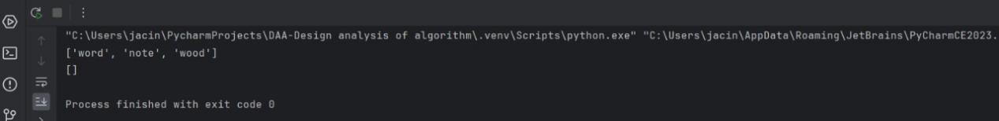 "C:\Users\jacin\PycharmProjects\DAA-Design analysis of algorithm\.venv\Scripts\python.exe" "C:\Users\jacin\AppData\Roaming\JetBrains\PyCharmCE2023.
['word', 'note', 'wood']
[]
Process finished with exit code 0